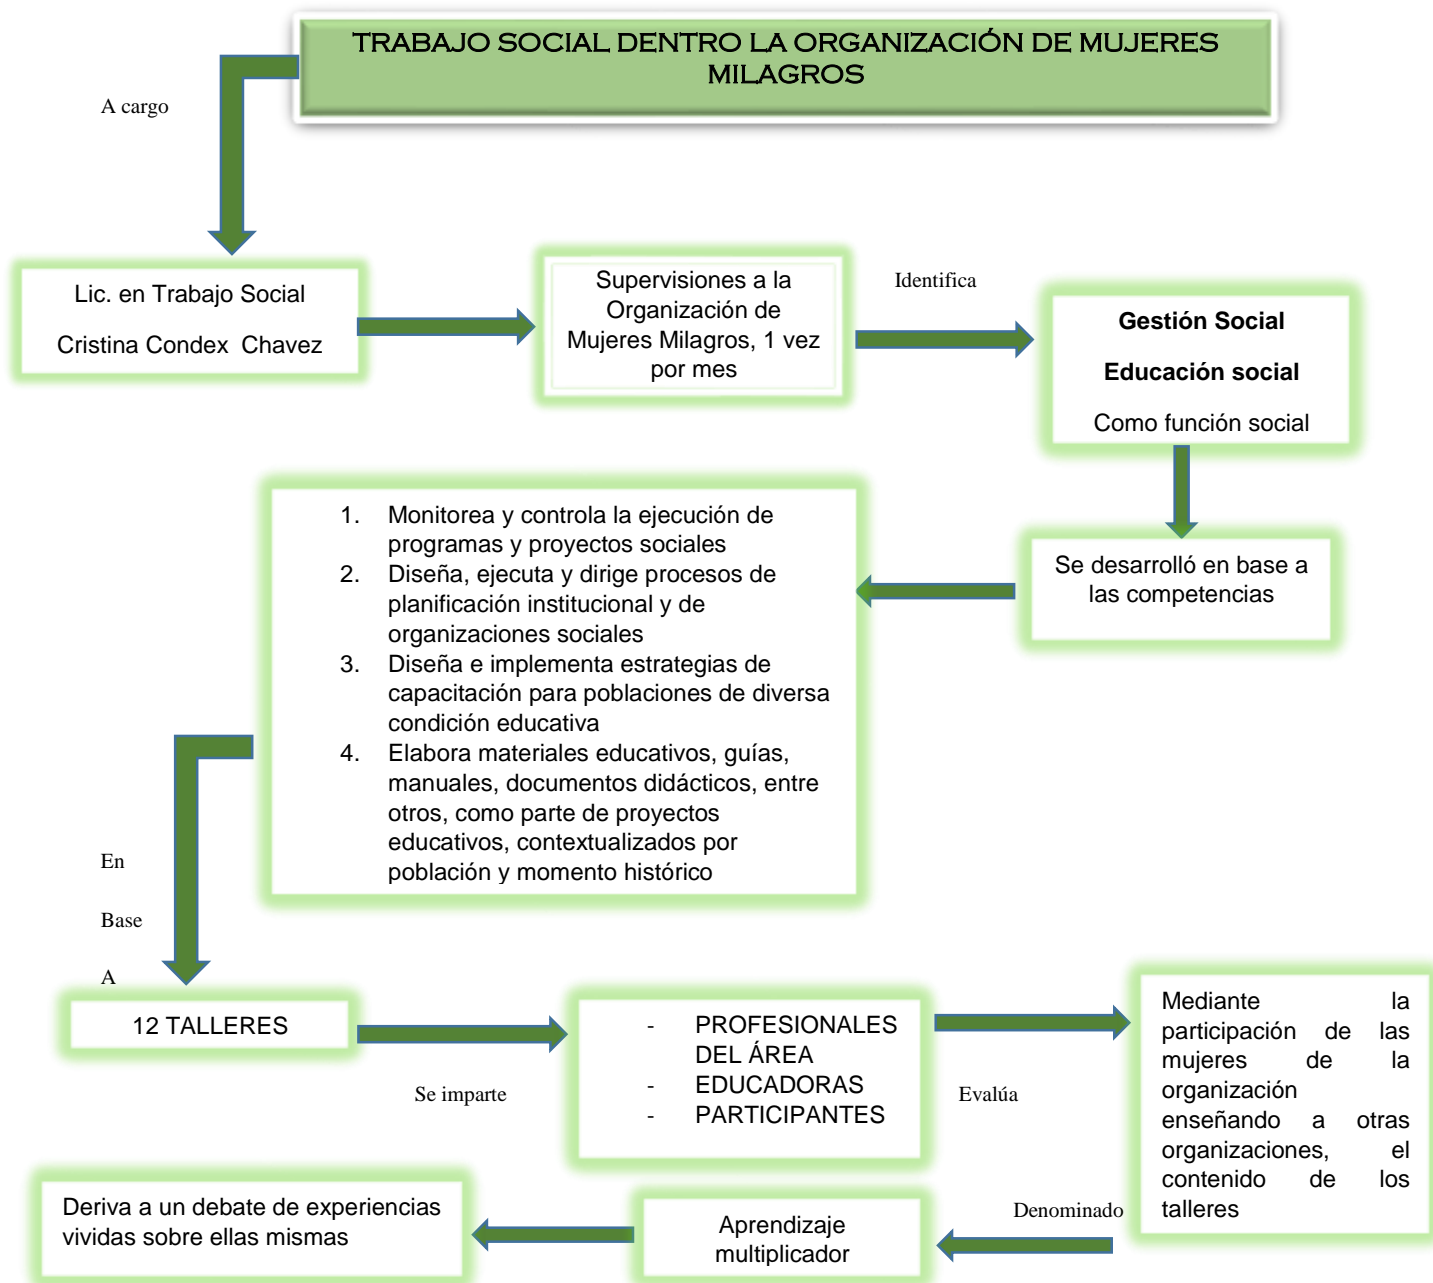 TRABAJO SOCIAL DENTRO LA ORGANIZACIÓN DE MUJERES
MILAGROS
A cargo
Lic. en Trabajo Social
Cristina Condex Chavez
Supervisiones a la
Organización de
Mujeres Milagros, 1 vez
por mes
Identifica
Gestión Social
Educación social
Como función social
Se desarrolló en base a
las competencias
1. Monitorea y controla la ejecución de
programas y proyectos sociales
2. Diseña, ejecuta y dirige procesos de
planificación institucional y de
organizaciones sociales
3. Diseña e implementa estrategias de
capacitación para poblaciones de diversa
condición educativa
4. Elabora materiales educativos, guías,
manuales, documentos didácticos, entre
otros, como parte de proyectos
educativos, contextualizados por
población y momento histórico
En
Base
A
12 TALLERES
Se imparte
- PROFESIONALES
DEL ÁREA
- EDUCADORAS
- PARTICIPANTES
Evalúa
Mediante la
participación de las
mujeres de la
organización
enseñando a otras
organizaciones, el
contenido de los
talleres
Denominado
Aprendizaje
multiplicador
Deriva a un debate de experiencias
vividas sobre ellas mismas